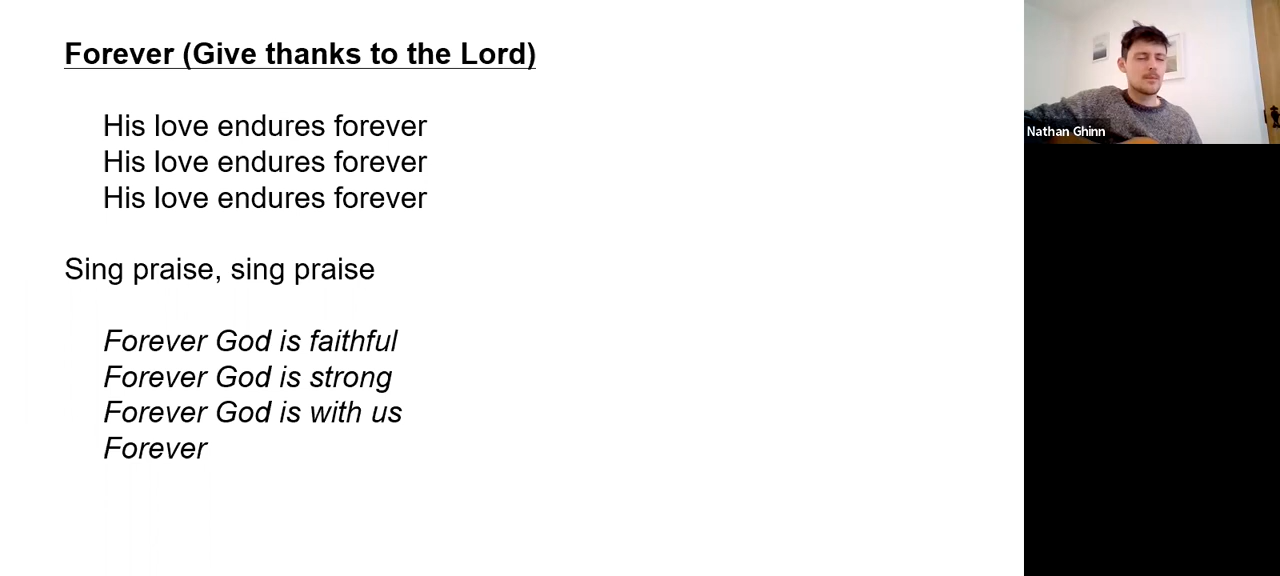 Forever (Give thanks to the Lord)
His love endures forever
His love endures forever
His love endures forever
Sing praise, sing praise
Forever God is faithful
Forever God is strong
Forever God is with us
Forever
Nathan Ghinn